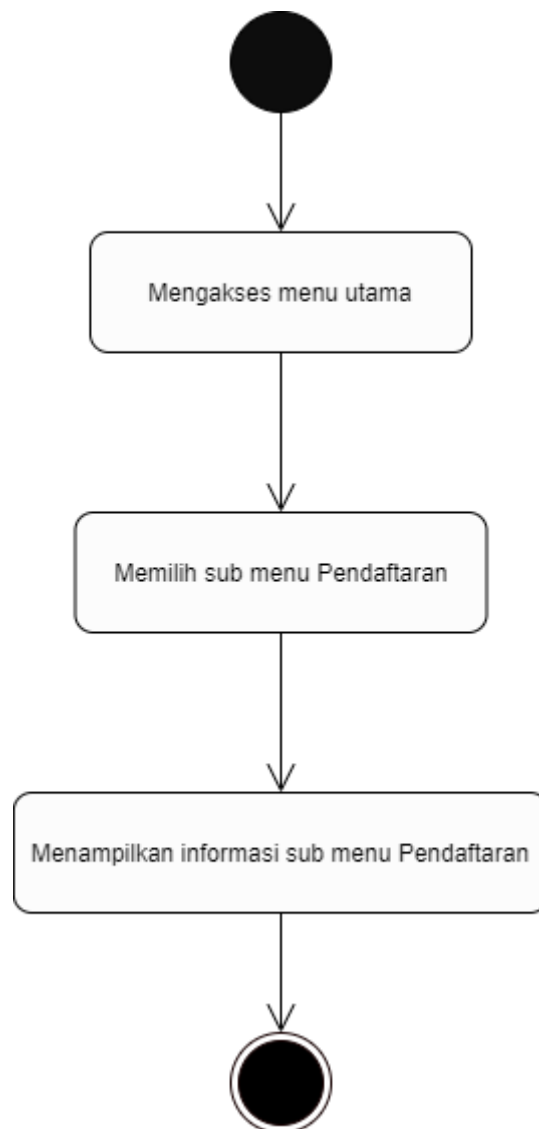 Mengakses menu utama
Memilih sub menu Pendaftaran
Menampilkan informasi sub menu Pendaftaran